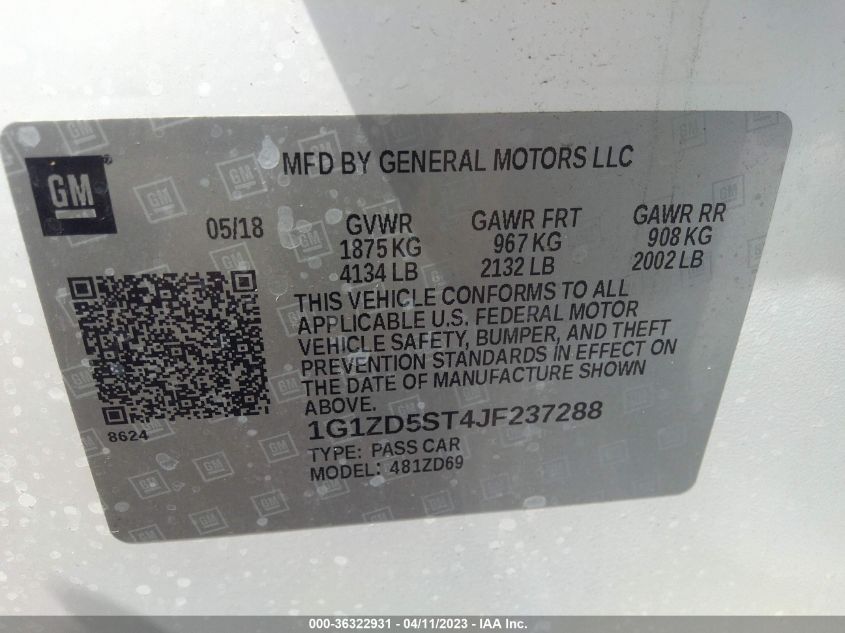 MFD BY GENERAL MOTORS LLC
GM
05/18
GVWR
1875 KG
4134 LB
GAWR FRT
967 KG
2132 LB
GAWR RR
908 KG
2002 LB
THIS VEHICLE CONFORMS TO ALL
APPLICABLE U.S. FEDERAL MOTOR
VEHICLE SAFETY, BUMPER, AND THEFT
PREVENTION STANDARDS IN EFFECT ON
THE DATE OF MANUFACTURE SHOWN
ABOVE.
8624
1G1ZD5ST4JF237288
TYPE: PASS CAR
MODEL: 481ZD69
000-36322931 - 04/11/2023 - IAA Inc.